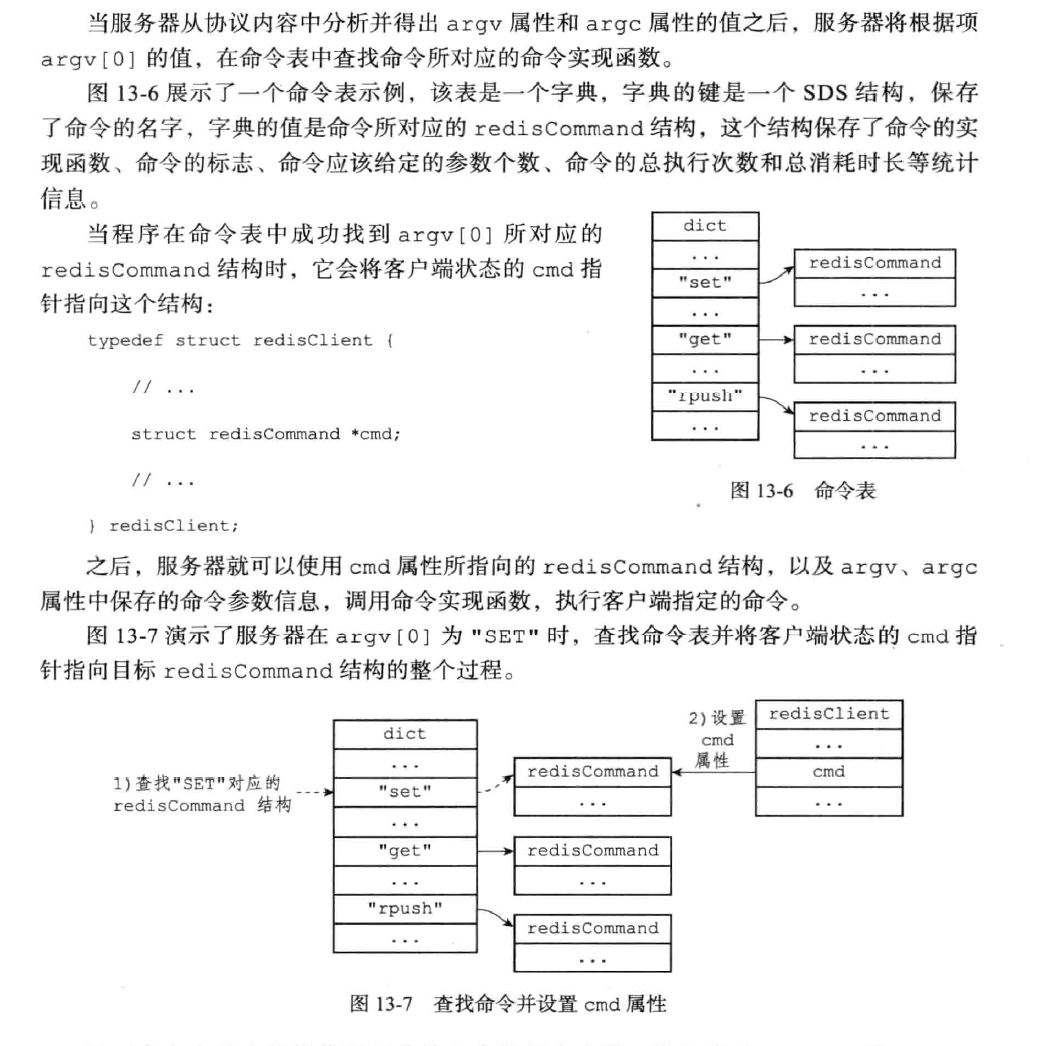 当服务器从协议内容中分析并得出 argv 属性和 argc 属性的值之后，服务器将根据项
argv[0] 的值，在命令表中查找命令所对应的命令实现函数。
图 13-6 展示了一个命令表示例，该表是一个字典，字典的键是一个 SDS 结构，保存
了命令的名字，字典的值是命令所对应的 redisCommand 结构，这个结构保存了命令的实
现函数、命令的标志、命令应该给定的参数个数、命令的总执行次数和总消耗时长等统计
信息。
当程序在命令表中成功找到 argv[0] 所对应的
redisCommand 结构时，它会将客户端状态的 cmd 指
针指向这个结构：
typedef struct redisClient {
// ...
struct redisCommand *cmd;
// ...
} redisClient;
dict
...
"set"
...
"get"
...
"rpush"
...
redisCommand
...
redisCommand
...
redisCommand
...
图 13-6 命令表
之后，服务器就可以使用 cmd 属性所指向的 redisCommand 结构，以及 argv、argc
属性中保存的命令参数信息，调用命令实现函数，执行客户端指定的命令。
图 13-7 演示了服务器在 argv[0] 为 "SET" 时，查找命令表并将客户端状态的 cmd 指
针指向目标 redisCommand 结构的整个过程。
1)查找"SET"对应的
redisCommand 结构
dict
...
"set"
...
"get"
...
"rpush"
...
redisCommand
...
redisCommand
...
redisCommand
...
2)设置
cmd
属性
redisClient
...
cmd
...
图 13-7 查找命令并设置 cmd 属性